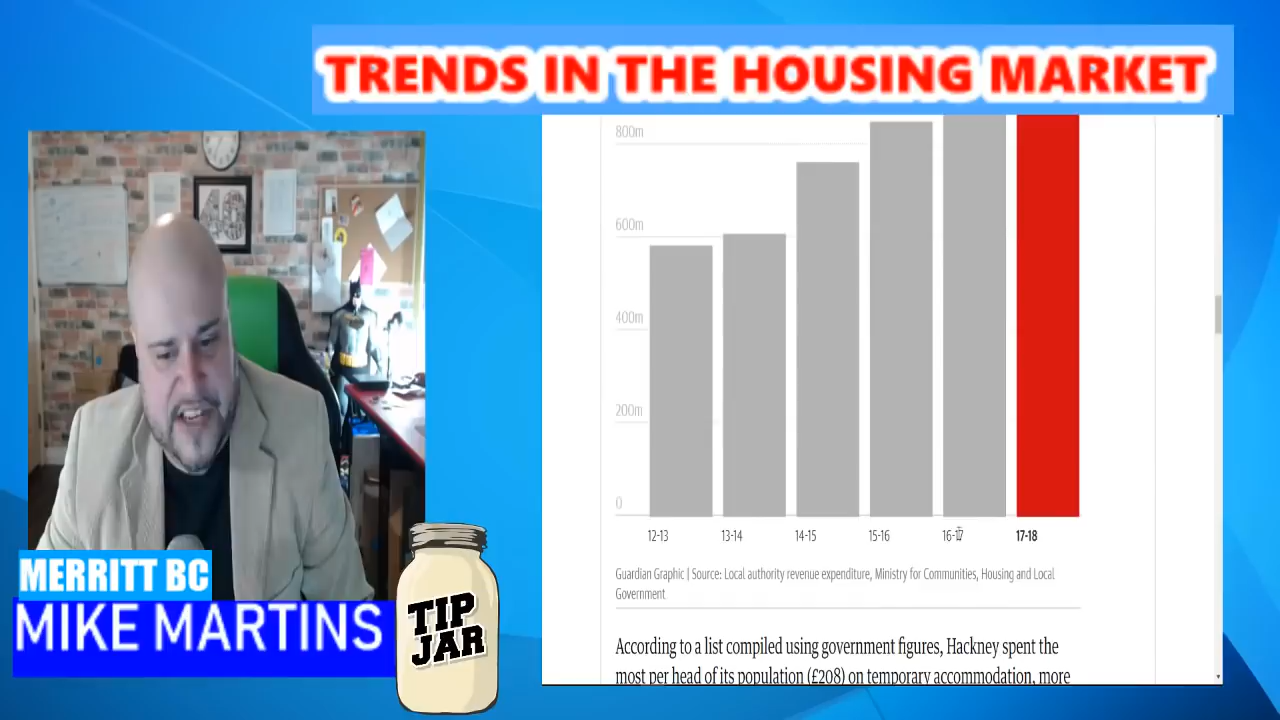 TRENDS IN THE HOUSING MARKET
800m
600m
400m
200m
0
12-13
13-14
14-15
15-16
16-17
17-18
Guardian Graphic | Source: Local authority revenue expenditure, Ministry for Communities, Housing and Local
Government
According to a list compiled using government figures, Hackney spent the
most per head of its population (£208) on temporary accommodation, more
40
MERRITT BC
MIKE MARTINS
TIP
JAR